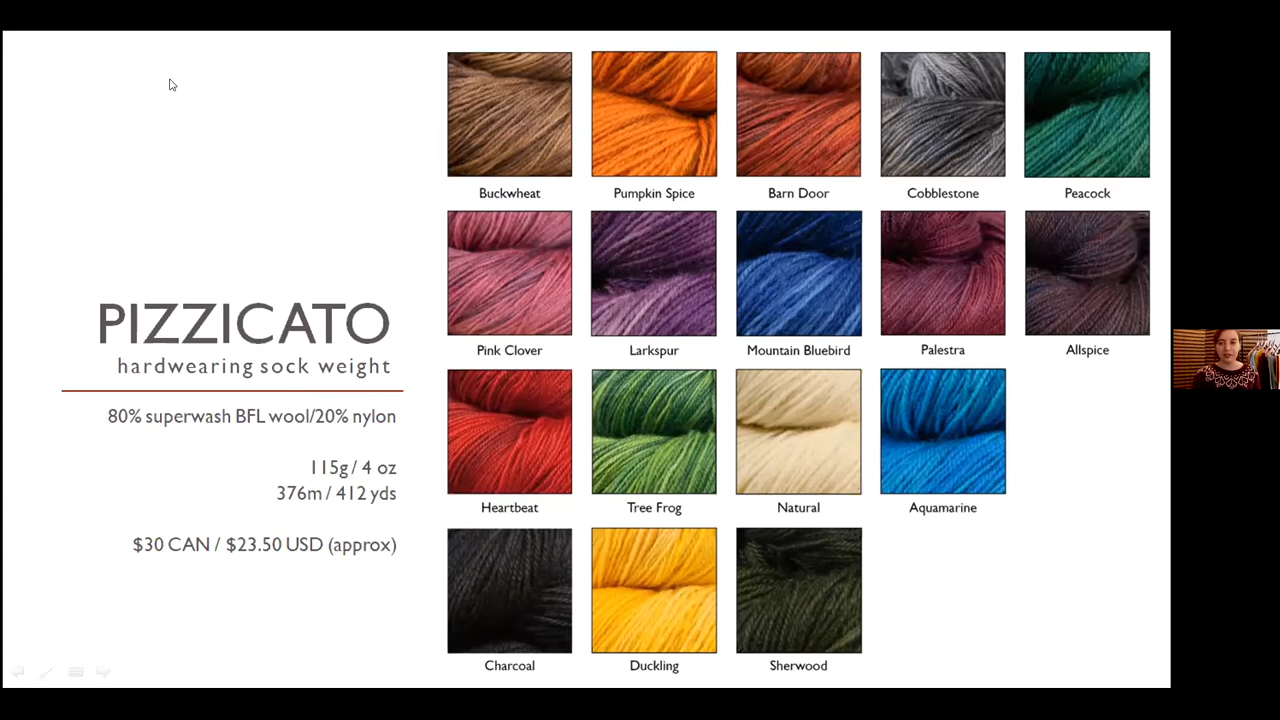 PIZZICATO
hardwearing sock weight
80% superwash BFL wool/20% nylon
115g / 4 oz
376m / 412 yds
$30 CAN / $23.50 USD (approx)
Buckwheat
Pumpkin Spice
Barn Door
Cobblestone
Peacock
Pink Clover
Larkspur
Mountain Bluebird
Palestra
Allspice
Heartbeat
Tree Frog
Natural
Aquamarine
Charcoal
Duckling
Sherwood